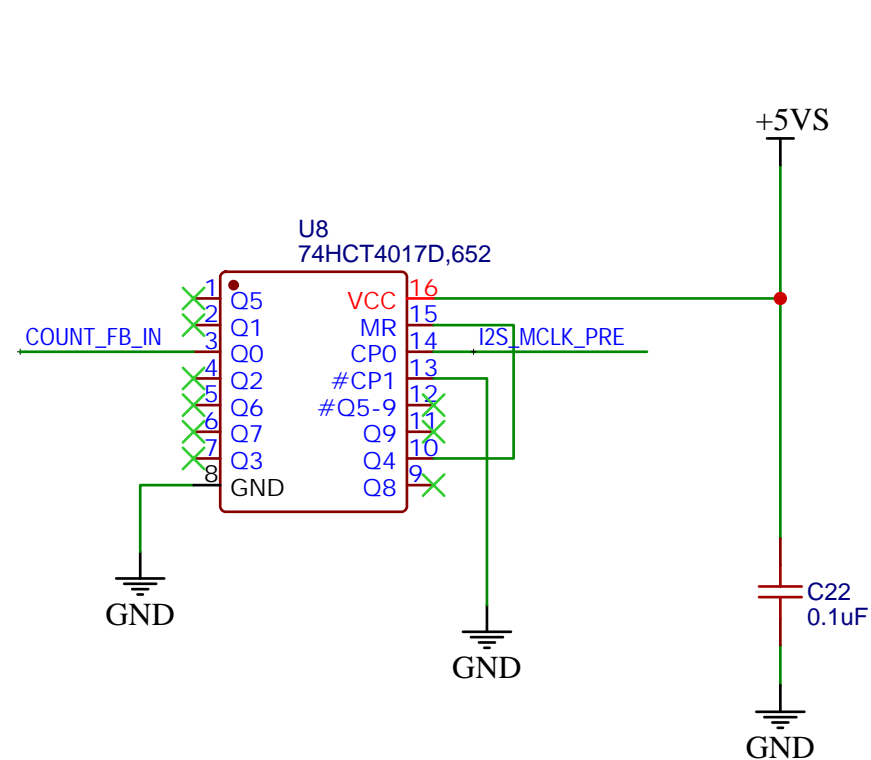 +5VS
U8
74HCT4017D,652
1 Q5 VCC 16
2 Q1 MR 15
COUNT_FB_IN 3 Q0 CP0 14 I2S_MCLK_PRE
4 Q2 #CP1 13
5 Q6 #Q5-9 12
6 Q7 Q9 11
7 Q3 Q4 10
8 GND Q8 9
C22
0.1uF
GND
GND
GND